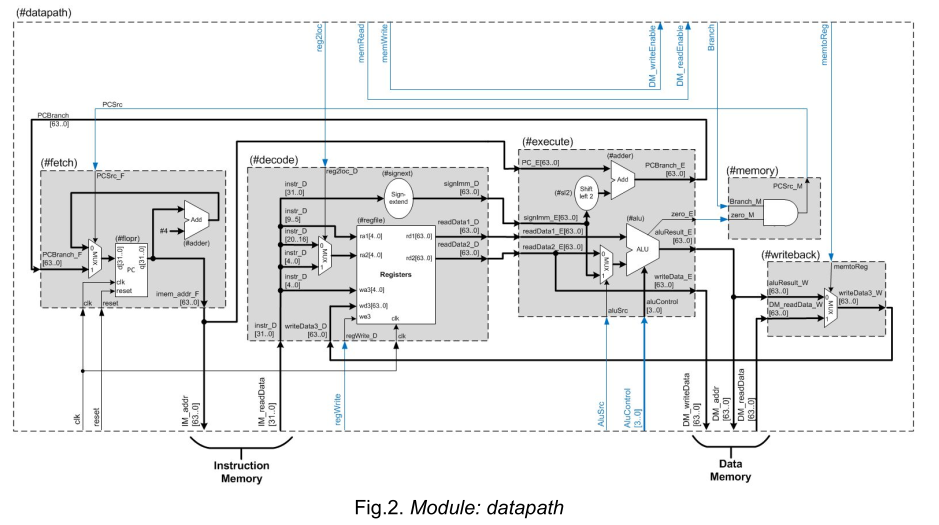 (#datapath)
reg2loc
memRead
memWrite
DM_writeEnable
DM_readEnable
Branch
memtoReg
PCSrc
PCBranch
[63..0]
(#fetch)
PCSrc_F
Add
#4
(#adder)
(#flopr)
0
MUX
1
d[31..0]
q[31..0]
PC
clk
reset
PCBranch_F
[63..0]
imem_addr_F
[63..0]
clk
reset
(#decode)
reg2loc_D
(#signext)
instr_D
[31..0]
Sign-
extend
signImm_D
[63..0]
instr_D
[9..5]
(#regfile)
instr_D
[20..16]
0
MUX
1
instr_D
[4..0]
instr_D
[4..0]
ra1[4..0]
rd1[63..0]
ra2[4..0]
rd2[63..0]
Registers
wa3[4..0]
wd3[63..0]
we3
clk
readData1_D
[63..0]
readData2_D
[63..0]
instr_D
[31..0]
writeData3_D
[63..0]
regWrite_D
clk
(#execute)
PC_E[63..0]
(#adder)
Add
PCBranch_E
[63..0]
(#sl2)
Shift
left 2
signImm_E[63..0]
readData1_E[63..0]
readData2_E[63..0]
(#alu)
ALU
0
MUX
1
zero_E
aluResult_E
[63..0]
writeData_E
[63..0]
aluSrc
aluControl
[3..0]
(#memory)
PCSrc_M
Branch_M
zero_M
(#writeback)
memtoReg
aluResult_W
[63..0]
DM_readData_W
[63..0]
0
MUX
1
writeData3_W
[63..0]
clk
reset
IM_addr
[63..0]
IM_readData
[31..0]
regWrite
AluSrc
AluControl
[3..0]
DM_writeData
[63..0]
DM_addr
[63..0]
DM_readData
[63..0]
Instruction
Memory
Data
Memory
Fig.2. Module: datapath